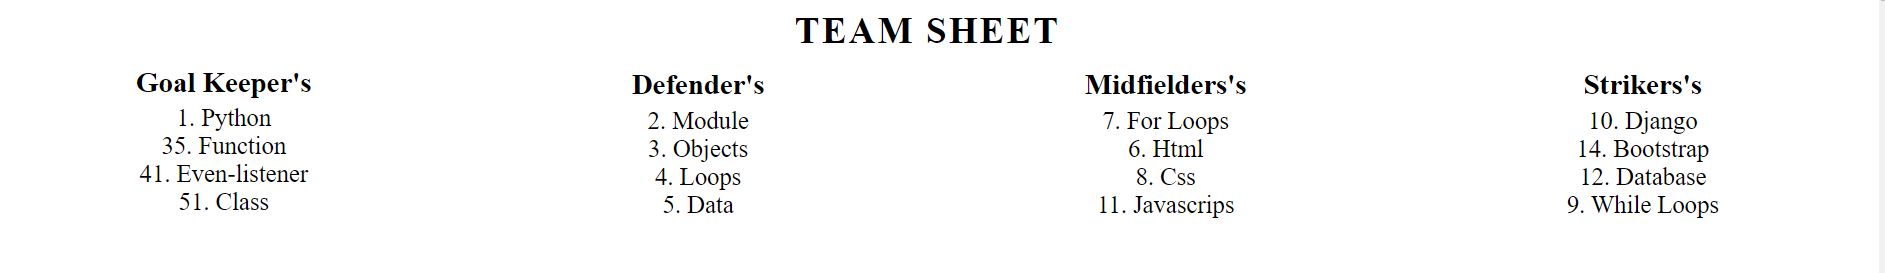 TEAM SHEET
Goal Keeper's
1. Python
35. Function
41. Even-listener
51. Class
Defender's
2. Module
3. Objects
4. Loops
5. Data
Midfielders's
7. For Loops
6. Html
8. Css
11. Javascrips
Strikers's
10. Django
14. Bootstrap
12. Database
9. While Loops